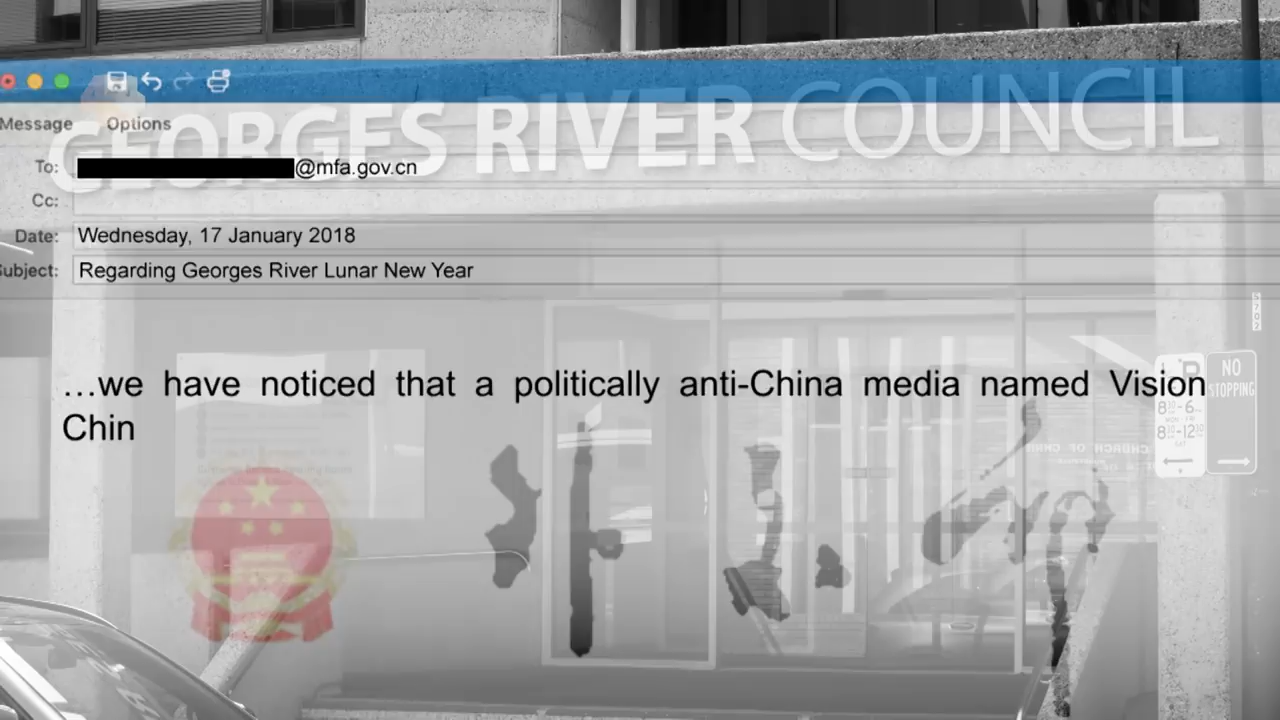 Message Options
GEORGES RIVER COUNCIL
To: @mfa.gov.cn
Cc:
Date: Wednesday, 17 January 2018
Subject: Regarding Georges River Lunar New Year
…we have noticed that a politically anti-China media named Vision
Chin
P
NO
STOPPING